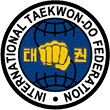 INTERNATIONAL TAEKWON-DO FEDERATION
태 권